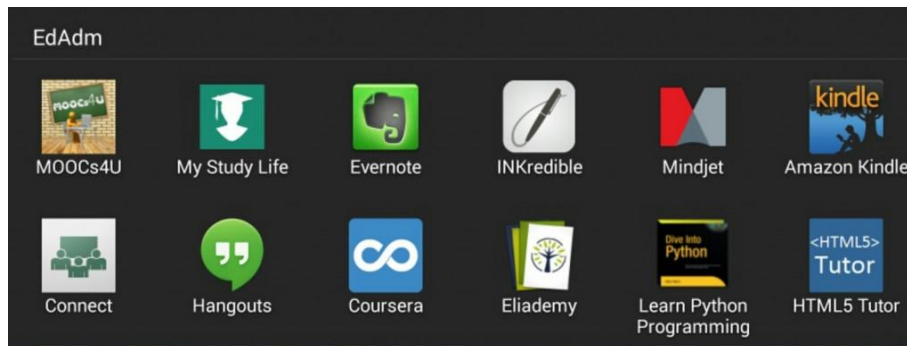 EdAdm
MOOCs4U
kindle
MOOCs4U
My Study Life
Evernote
INKredible
Mindjet
Amazon Kindle
Dive Into
Python
<HTML5>
Tutor
Connect
Hangouts
Coursera
Eliademy
Learn Python
Programming
HTML5 Tutor